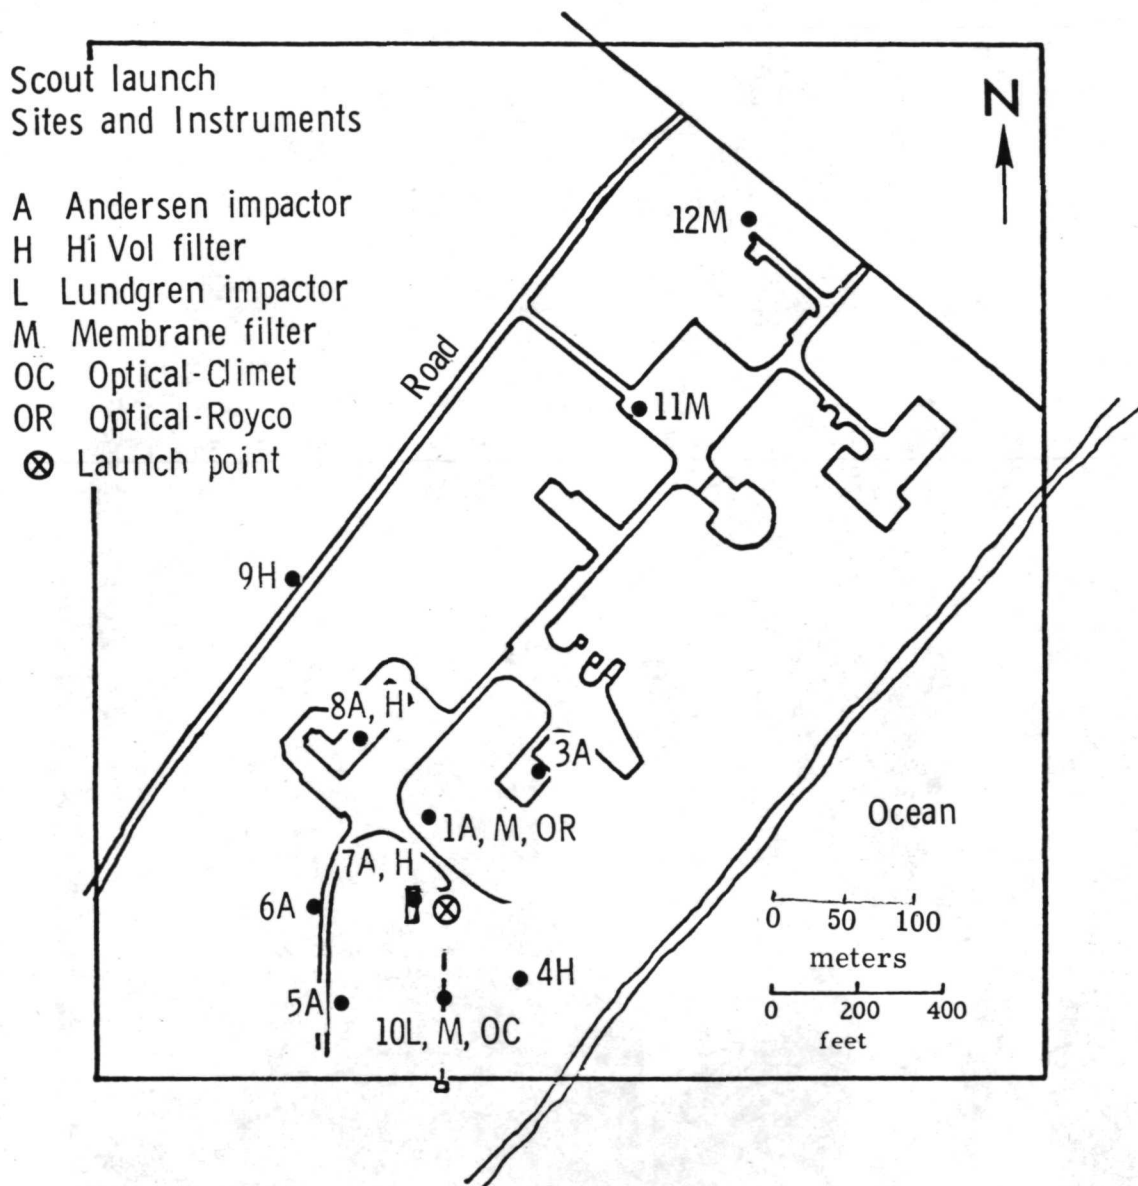 Scout launch
Sites and Instruments
A Andersen impactor
H Hi Vol filter
L Lundgren impactor
M Membrane filter
OC Optical-Climet
OR Optical-Royco
⊗ Launch point
N
12M
Road
11M
9H
8A, H
3A
1A, M, OR
Ocean
7A, H
6A
0 50 100
meters
4H
5A
10L, M, OC
0 200 400
feet